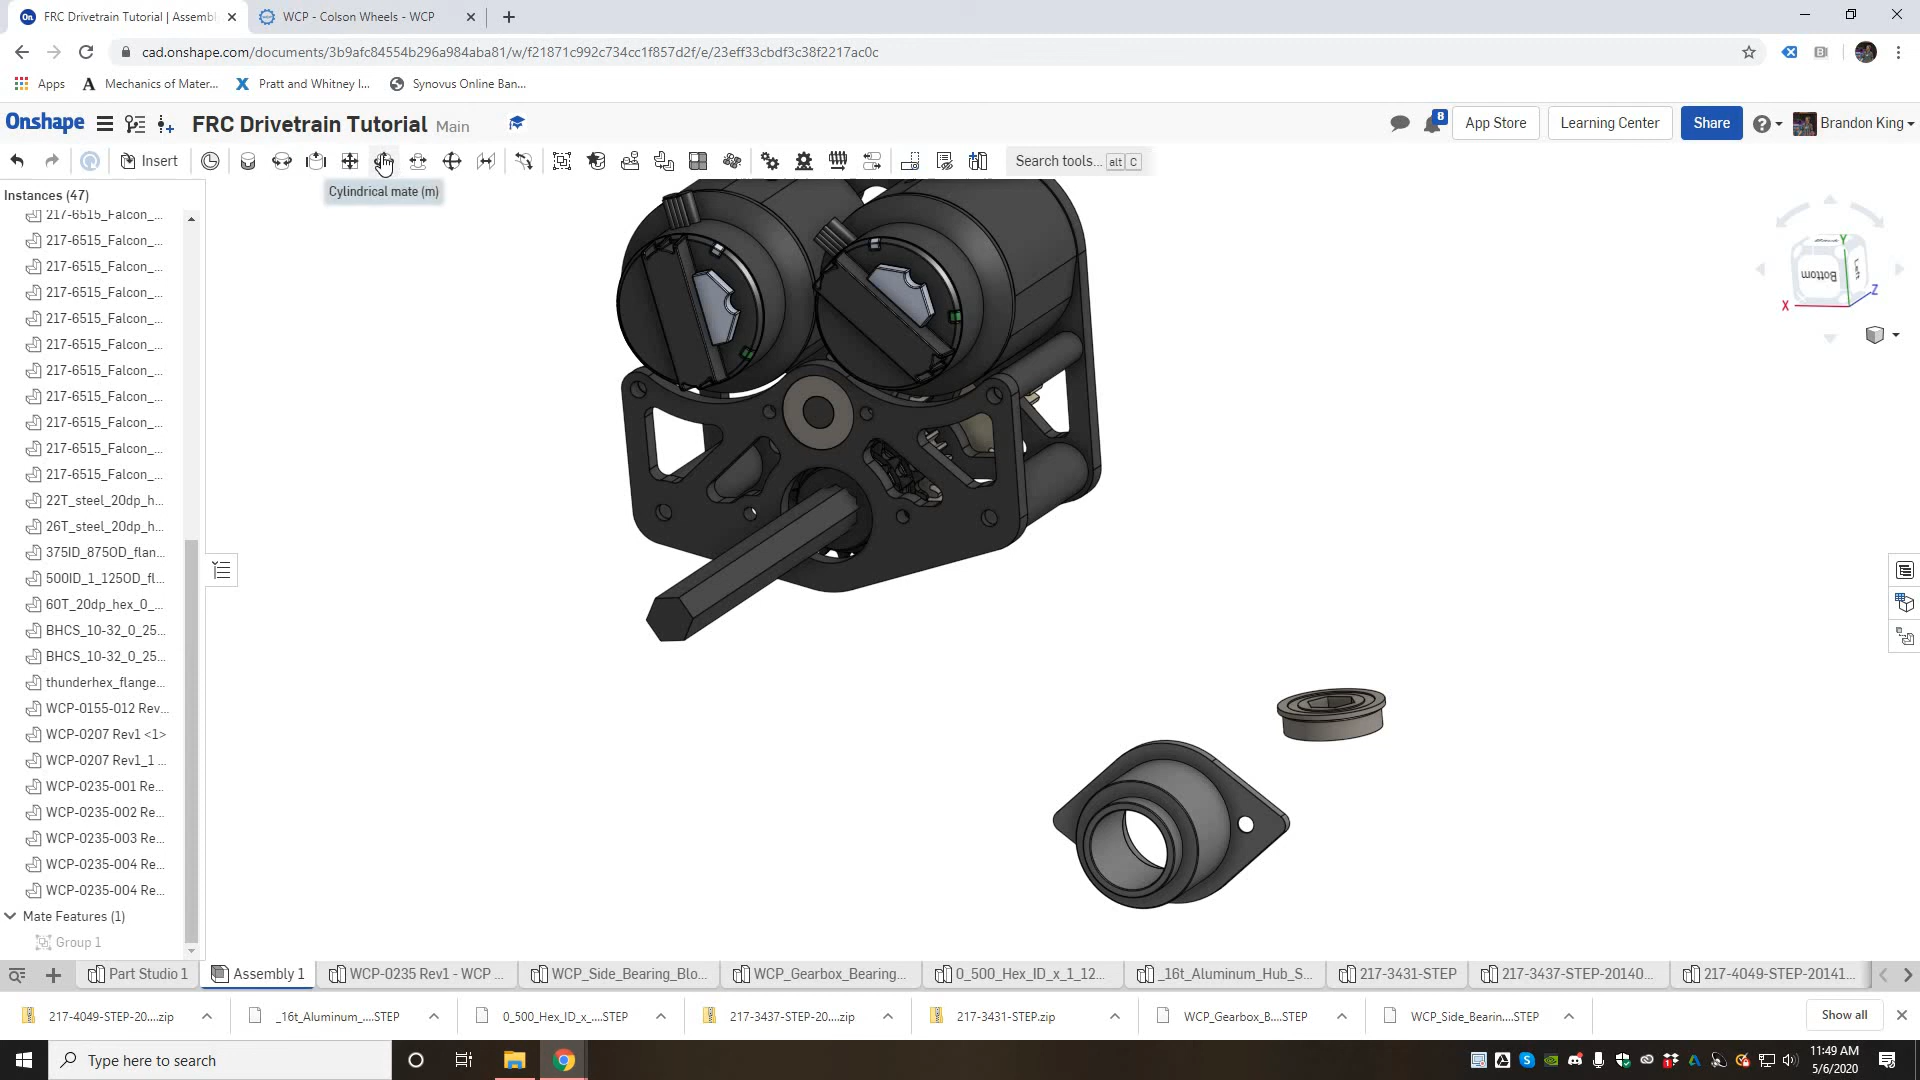 FRC Drivetrain Tutorial | Assembl
WCP - Colson Wheels - WCP
cad.onshape.com/documents/3b9afc84554b296a984aba81/w/f21871c992c734cc1f857d2f/e/23eff33cbdf3c38f2217ac0c
Apps
Mechanics of Mater...
Pratt and Whitney I...
Synovus Online Ban...
Onshape
FRC Drivetrain Tutorial Main
8
App Store
Learning Center
Share
Brandon King
Insert
Search tools... alt C
Cylindrical mate (m)
Instances (47)
217-6515_Falcon_...
217-6515_Falcon_...
217-6515_Falcon_...
217-6515_Falcon_...
217-6515_Falcon_...
217-6515_Falcon_...
217-6515_Falcon_...
217-6515_Falcon_...
217-6515_Falcon_...
217-6515_Falcon_...
217-6515_Falcon_...
22T_steel_20dp_h...
26T_steel_20dp_h...
375ID_875OD_flan...
500ID_1_125OD_fl...
60T_20dp_hex_0_...
BHCS_10-32_0_25...
BHCS_10-32_0_25...
thunderhex_flange...
WCP-0155-012 Rev...
WCP-0207 Rev1 <1>
WCP-0207 Rev1_1 ...
WCP-0235-001 Re...
WCP-0235-002 Re...
WCP-0235-003 Re...
WCP-0235-004 Re...
WCP-0235-004 Re...
Mate Features (1)
Group 1
Back
Y
Bottom
Left
Z
X
Part Studio 1
Assembly 1
WCP-0235 Rev1 - WCP ...
WCP_Side_Bearing_Blo...
WCP_Gearbox_Bearing...
0_500_Hex_ID_x_1_12...
_16t_Aluminum_Hub_S...
217-3431-STEP
217-3437-STEP-20140...
217-4049-STEP-20141...
217-4049-STEP-20....zip
_16t_Aluminum_....STEP
0_500_Hex_ID_x_....STEP
217-3437-STEP-20....zip
217-3431-STEP.zip
WCP_Gearbox_B....STEP
WCP_Side_Bearin....STEP
Show all
Type here to search
11:49 AM
5/6/2020